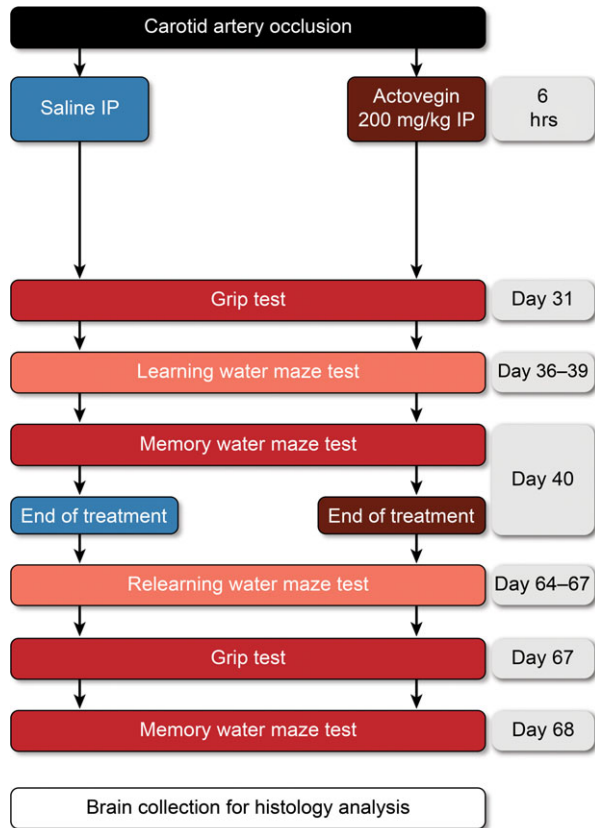 Carotid artery occlusion
Saline IP
Actovegin
200 mg/kg IP
6
hrs
Grip test
Day 31
Learning water maze test
Day 36–39
Memory water maze test
Day 40
End of treatment
End of treatment
Relearning water maze test
Day 64–67
Grip test
Day 67
Memory water maze test
Day 68
Brain collection for histology analysis